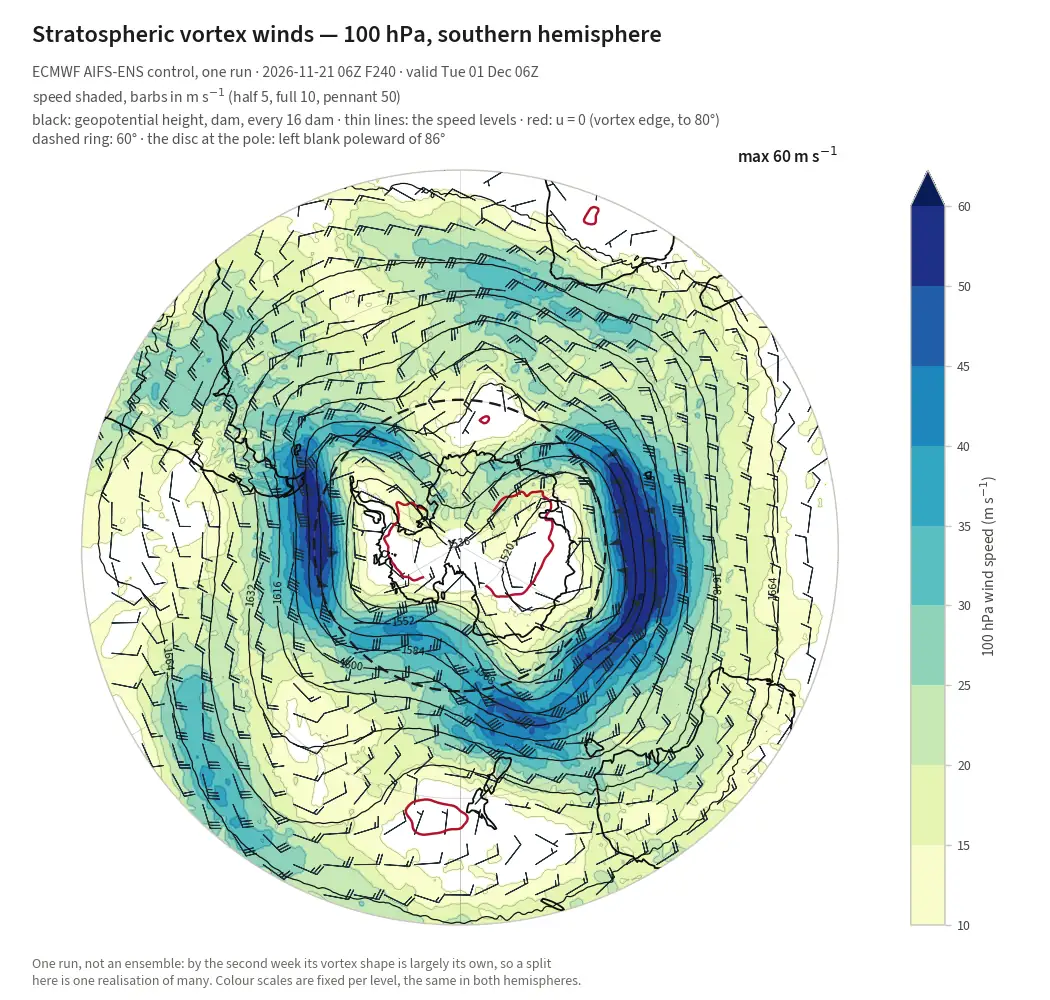 Stratospheric vortex winds — 100 hPa, southern hemisphere
ECMWF AIFS-ENS control, one run · 2026-11-21 06Z F240 · valid Tue 01 Dec 06Z
speed shaded, barbs in m s⁻¹ (half 5, full 10, pennant 50)
black: geopotential height, dam, every 16 dam · thin lines: the speed levels · red: u = 0 (vortex edge, to 80°)
dashed ring: 60° · the disc at the pole: left blank poleward of 86°
max 60 m s⁻¹
60
50
45
40
35
30
25
20
15
10
100 hPa wind speed (m s⁻¹)
1536
1520
1632
1616
1648
1664
1552
1584
1600
1664
One run, not an ensemble: by the second week its vortex shape is largely its own, so a split
here is one realisation of many. Colour scales are fixed per level, the same in both hemispheres.